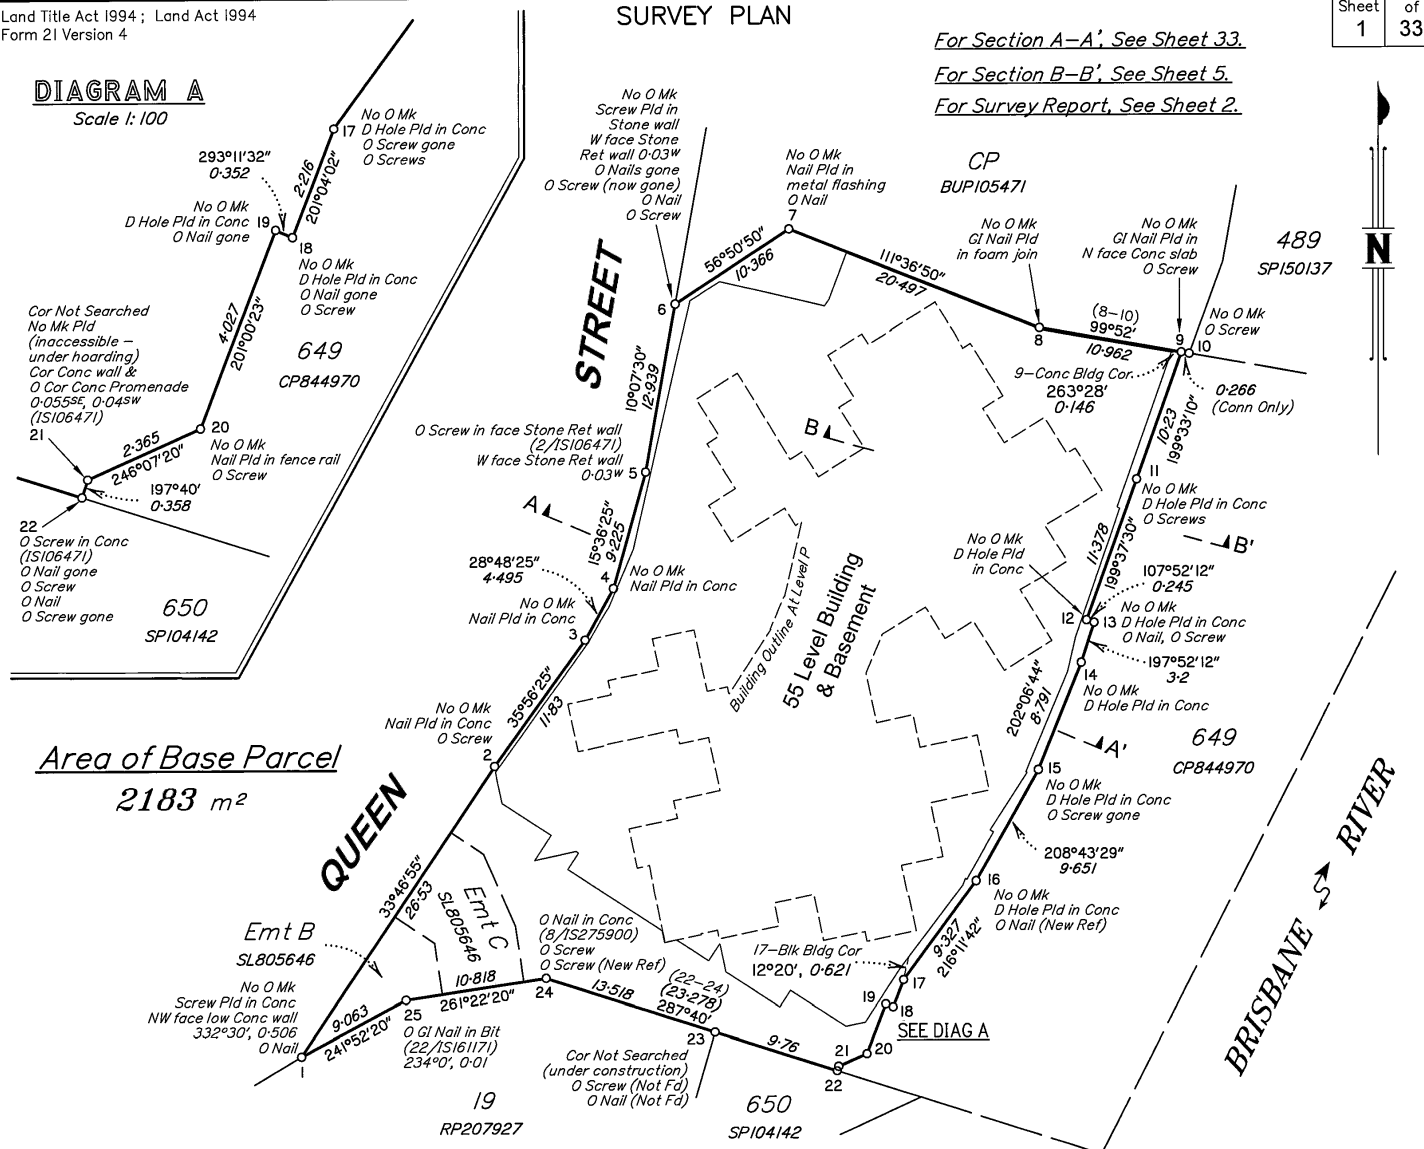 Land Title Act 1994 ; Land Act 1994
Form 21 Version 4
SURVEY PLAN
Sheet
1
of
33
For Section A–A', See Sheet 33.
For Section B–B', See Sheet 5.
For Survey Report, See Sheet 2.
N
DIAGRAM A
Scale 1: 100
17
No O Mk
D Hole Pld in Conc
O Screw gone
O Screws
293°11'32"
0·352
2·216
201°04'02"
No O Mk
D Hole Pld in Conc
O Nail gone
19
18
No O Mk
D Hole Pld in Conc
O Nail gone
O Screw
4·027
201°00'23"
649
CP844970
Cor Not Searched
No Mk Pld
(inaccessible –
under hoarding)
Cor Conc wall &
O Cor Conc Promenade
0·055SE, 0·04SW
(IS106471)
21
2·365
246°07'20"
20
No O Mk
Nail Pld in fence rail
O Screw
197°40'
0·358
22
O Screw in Conc
(IS106471)
O Nail gone
O Screw
O Nail
O Screw gone
650
SP104142
Area of Base Parcel
2183 m²
No O Mk
Screw Pld in
Stone wall
W face Stone
Ret wall 0·03W
O Nails gone
O Screw (now gone)
O Nail
O Screw
6
No O Mk
Nail Pld in
metal flashing
O Nail
7
56°50'50"
10·366
CP
BUP105471
111°36'50"
20·497
No O Mk
GI Nail Pld
in foam join
8
No O Mk
GI Nail Pld in
N face Conc slab
O Screw
9
489
SP150137
(8–10)
99°52'
10·962
No O Mk
O Screw
10
9–Conc Bldg Cor
263°28'
0·146
0·266
(Conn Only)
STREET
10°07'30"
12·939
O Screw in face Stone Ret wall
(2/IS106471)
W face Stone Ret wall
0·03W
5
B
A
15°36'25"
9·225
28°48'25"
4·495
4
No O Mk
Nail Pld in Conc
No O Mk
Nail Pld in Conc
3
35°56'25"
11·83
No O Mk
Nail Pld in Conc
O Screw
2
Building Outline At Level P
55 Level Building
& Basement
10·23
199°33'10"
11
No O Mk
D Hole Pld in Conc
O Screws
B'
11·378
199°37'30"
No O Mk
D Hole Pld
in Conc
12
107°52'12"
0·245
13
No O Mk
D Hole Pld in Conc
O Nail, O Screw
197°52'12"
3·2
14
No O Mk
D Hole Pld in Conc
202°06'44"
8·791
A'
649
CP844970
15
No O Mk
D Hole Pld in Conc
O Screw gone
208°43'29"
9·651
16
No O Mk
D Hole Pld in Conc
O Nail (New Ref)
9·327
216°11'42"
17–Blk Bldg Cor
12°20', 0·621
17
19
18
SEE DIAG A
20
21
22
BRISBANE
RIVER
QUEEN
33°46'55"
26·53
Emt B
SL805646
Emt C
SL805646
No O Mk
Screw Pld in Conc
NW face low Conc wall
332°30', 0·506
O Nail
1
9·063
241°52'20"
25
O GI Nail in Bit
(22/IS161171)
234°0', 0·01
10·818
261°22'20"
O Nail in Conc
(8/IS275900)
O Screw
O Screw (New Ref)
24
13·518
(22–24)
(23·278)
287°40'
23
9·76
Cor Not Searched
(under construction)
O Screw (Not Fd)
O Nail (Not Fd)
19
RP207927
650
SP104142